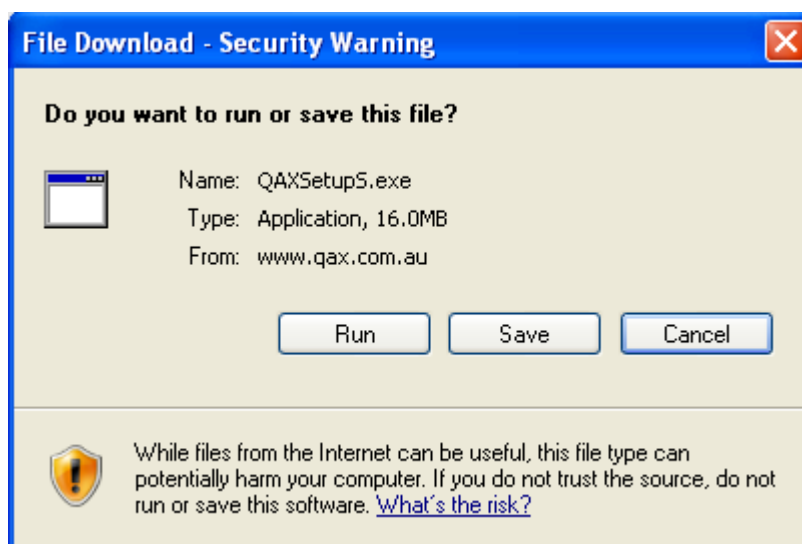 File Download - Security Warning
Do you want to run or save this file?
Name: QAXSetupS.exe
Type: Application, 16.0MB
From: www.qax.com.au
Run Save Cancel
While files from the Internet can be useful, this file type can
potentially harm your computer. If you do not trust the source, do not
run or save this software. What's the risk?